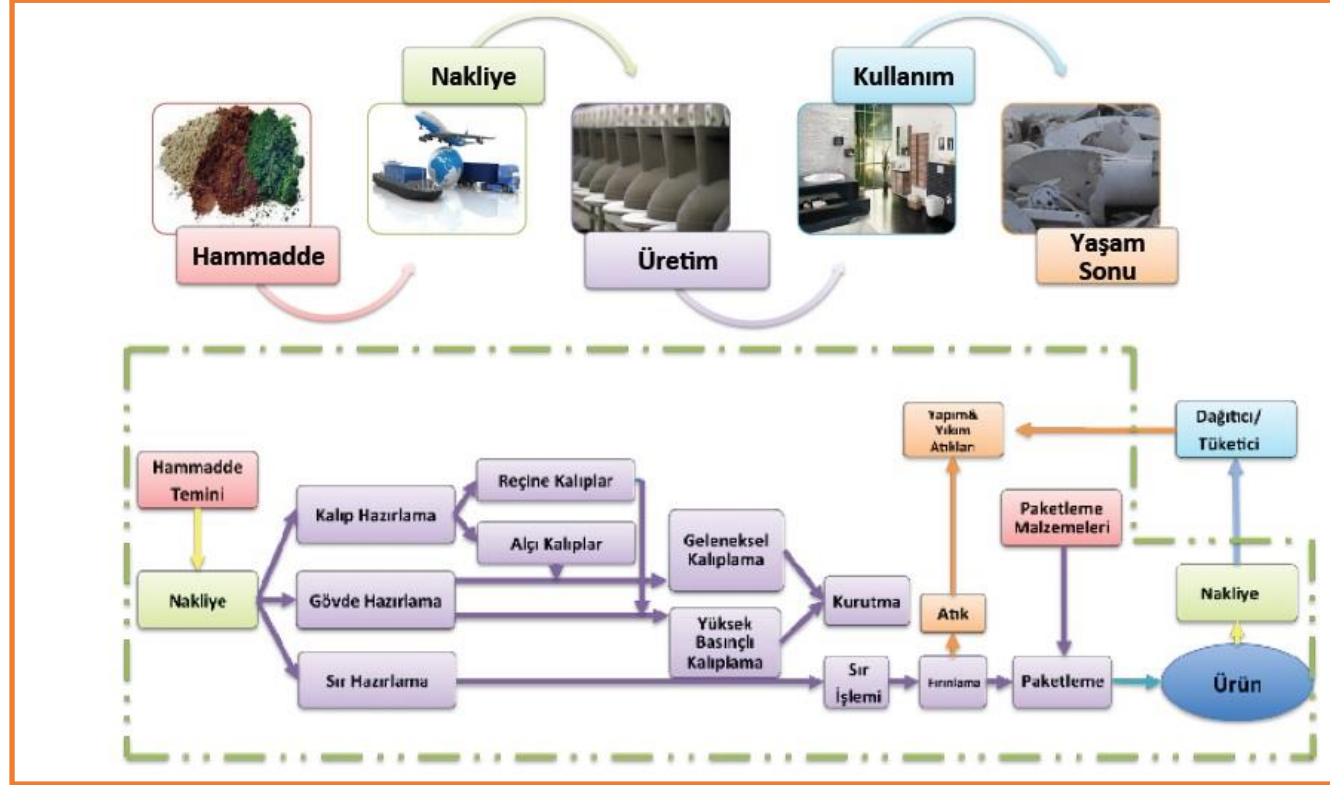 Nakliye
Kullanım
Hammadde
Üretim
Yaşam
Sonu
Yapım&
Yıkım
Atıkları
Dağıtıcı/
Tüketici
Hammadde
Temini
Reçine Kalıplar
Kalıp Hazırlama
Alçı Kalıplar
Paketleme
Malzemeleri
Geleneksel
Kalıplama
Nakliye
Gövde Hazırlama
Kurutma
Atık
Nakliye
Yüksek
Basınçlı
Kalıplama
Sır Hazırlama
Sır
İşlemi
Fırınlama
Paketleme
Ürün